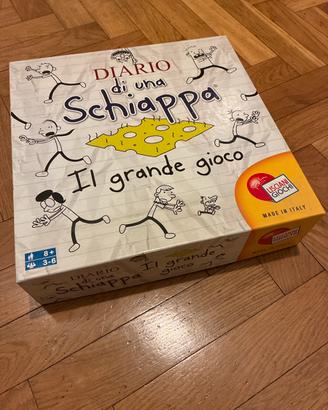 DIARIO
di una
Schiappa
Il grande gioco
LISCIANI
GIOCHI
MADE IN ITALY
8+
3-6
DIARIO
di una
Schiappa
Il grande
gioco